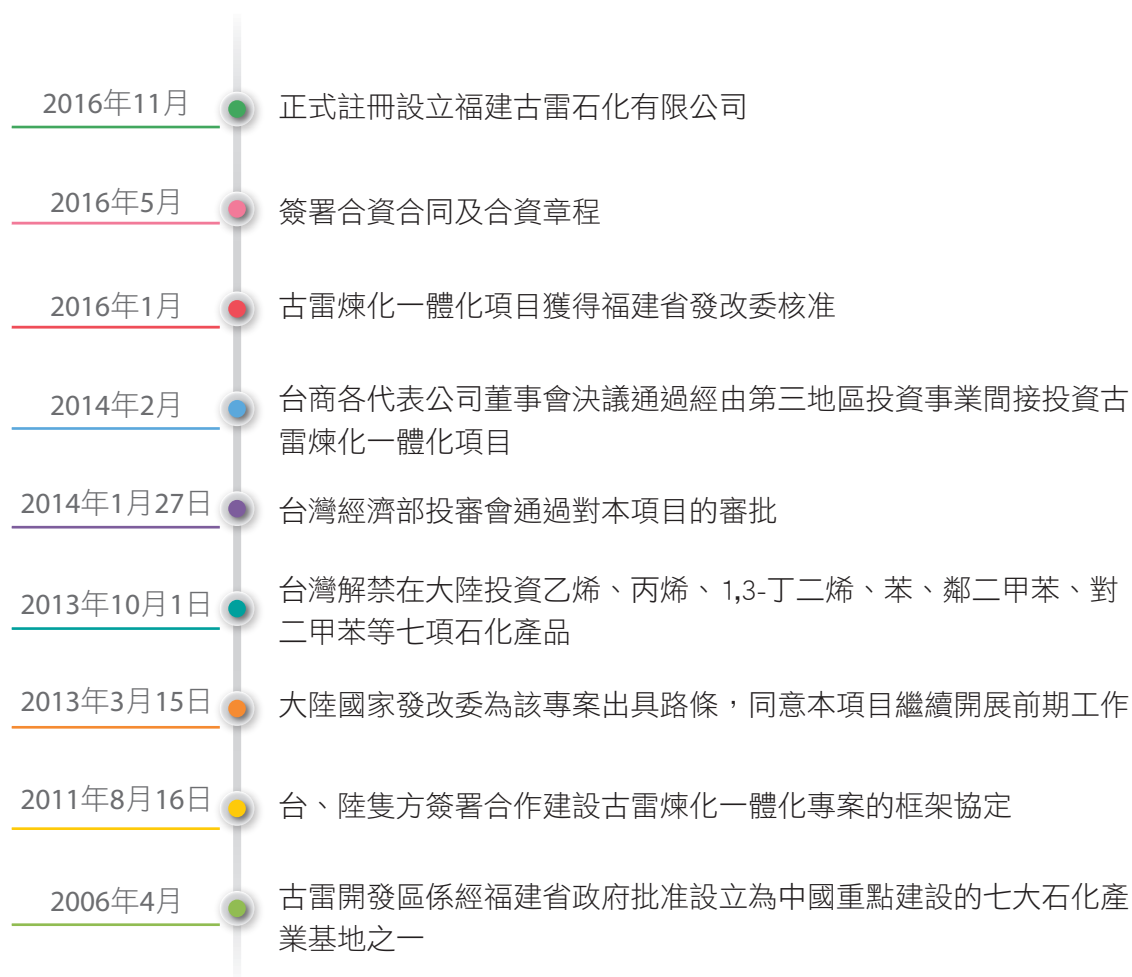 2016年11月
正式註冊設立福建古雷石化有限公司
2016年5月
簽署合資合同及合資章程
2016年1月
古雷煉化一體化項目獲得福建省發改委核准
2014年2月
台商各代表公司董事會決議通過經由第三地區投資事業間接投資古
雷煉化一體化項目
2014年1月27日
台灣經濟部投審會通過對本項目的審批
2013年10月1日
台灣解禁在大陸投資乙烯、丙烯、1,3-丁二烯、苯、鄰二甲苯、對
二甲苯等七項石化產品
2013年3月15日
大陸國家發改委為該專案出具路條，同意本項目繼續開展前期工作
2011年8月16日
台、陸隻方簽署合作建設古雷煉化一體化專案的框架協定
2006年4月
古雷開發區係經福建省政府批准設立為中國重點建設的七大石化產
業基地之一